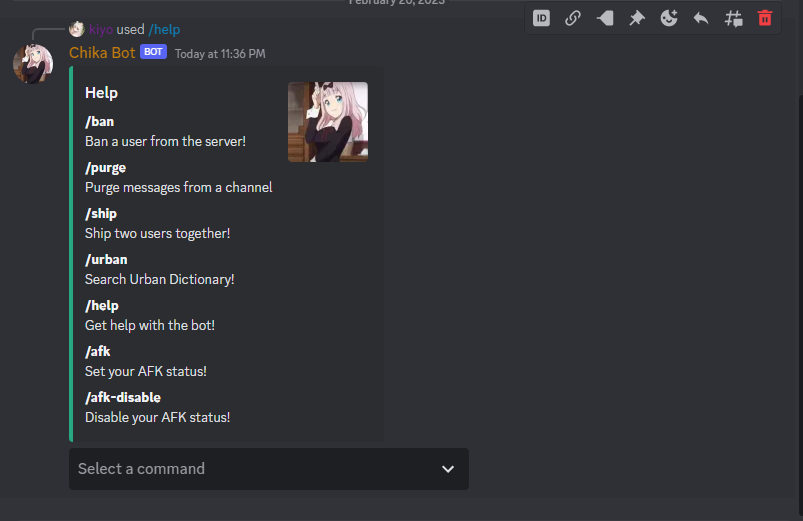 February 20, 2023
kiyo used /help
Chika Bot BOT Today at 11:36 PM
ID
Help
/ban
Ban a user from the server!
/purge
Purge messages from a channel
/ship
Ship two users together!
/urban
Search Urban Dictionary!
/help
Get help with the bot!
/afk
Set your AFK status!
/afk-disable
Disable your AFK status!
Select a command